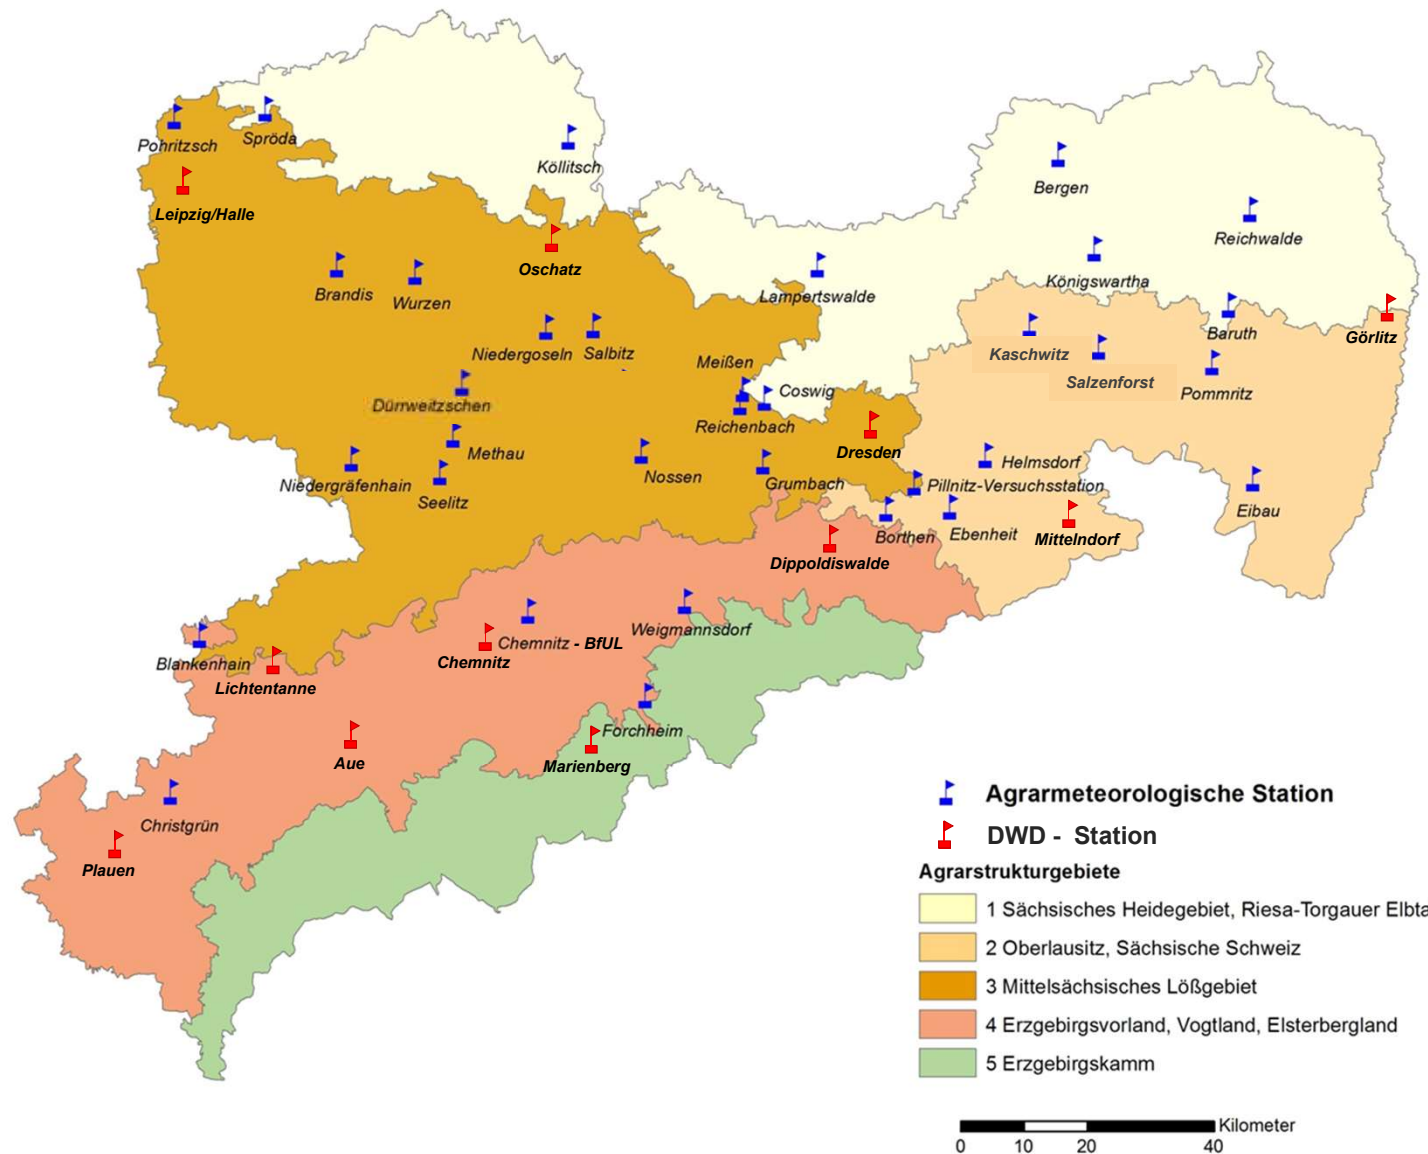 Pohritzsch
Spröda
Köllitsch
Bergen
Leipzig/Halle
Reichwalde
Oschatz
Königswartha
Brandis
Wurzen
Lampertswalde
Baruth
Görlitz
Niedergoseln
Salbitz
Meißen
Kaschwitz
Salzenforst
Pommritz
Coswig
Dürrweitzschen
Reichenbach
Dresden
Methau
Helmsdorf
Nossen
Niedergräfenhain
Grumbach
Pillnitz-Versuchsstation
Seelitz
Eibau
Borthen
Ebenheit
Mittelndorf
Dippoldiswalde
Weigmannsdorf
Chemnitz - BfUL
Blankenhain
Chemnitz
Lichtentanne
Forchheim
Aue
Marienberg
Christgrün
Plauen
Agrarmeteorologische Station
DWD - Station
Agrarstrukturgebiete
1 Sächsisches Heidegebiet, Riesa-Torgauer Elbta
2 Oberlausitz, Sächsische Schweiz
3 Mittelsächsisches Lößgebiet
4 Erzgebirgsvorland, Vogtland, Elsterbergland
5 Erzgebirgskamm
Kilometer
0 10 20 40